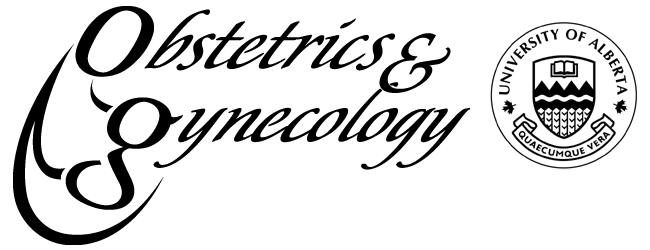 Obstetrics &
Gynecology
UNIVERSITY OF ALBERTA
QUAECUMQUE VERA